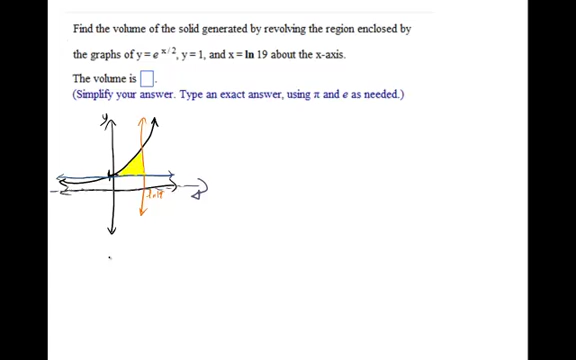 Find the volume of the solid generated by revolving the region enclosed by
the graphs of y = e^x/2, y = 1, and x = ln 19 about the x-axis.
The volume is
(Simplify your answer. Type an exact answer, using π and e as needed.)
y
ln19